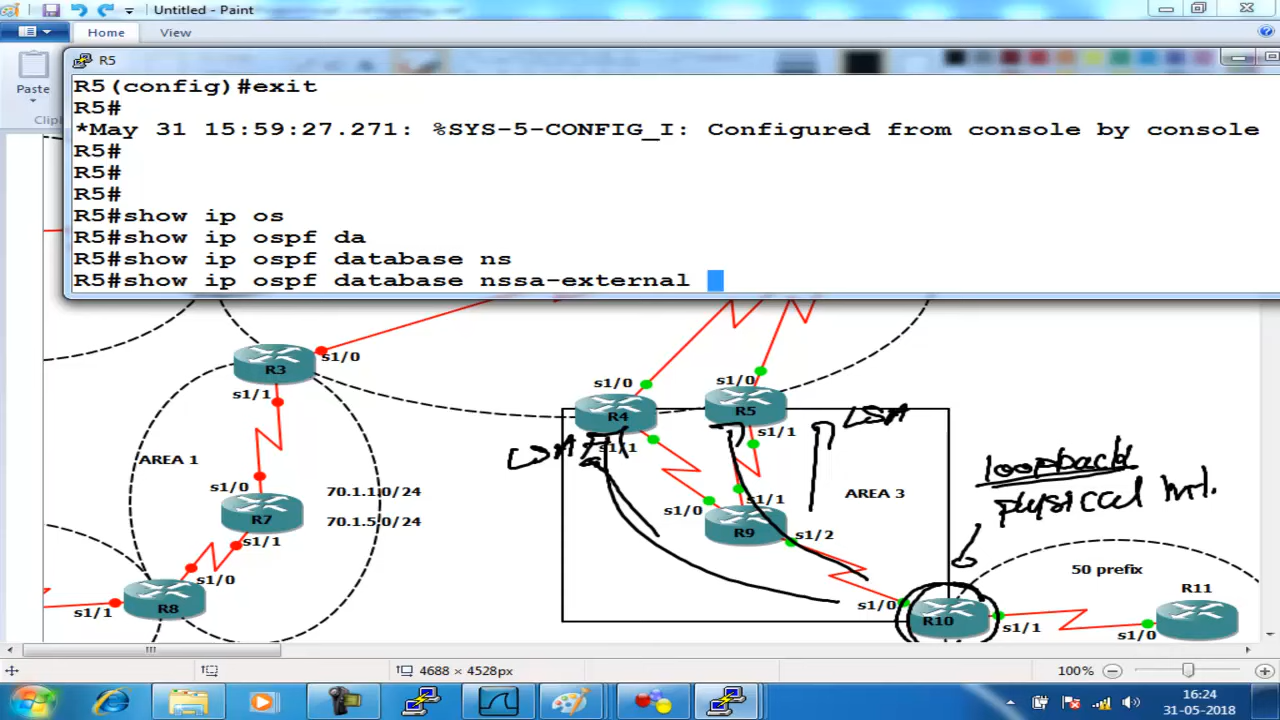 Untitled - Paint
Home
View
Paste
R5
R5(config)#exit
R5#
*May 31 15:59:27.271: %SYS-5-CONFIG_I: Configured from console by console
R5#
R5#
R5#
R5#show ip os
R5#show ip ospf da
R5#show ip ospf database ns
R5#show ip ospf database nssa-external
R3
s1/0
s1/1
AREA 1
s1/0
R7
s1/1
70.1.1.0/24
70.1.5.0/24
s1/0
R8
s1/1
s1/0
R4
s1/1
s1/0
R5
s1/1
LSA
LSA
AREA 3
s1/1
s1/0
R9
s1/2
loopback
physical Int.
s1/0
R10
s1/1
50 prefix
R11
s1/0
4688 × 4528px
100%
16:24
31-05-2018